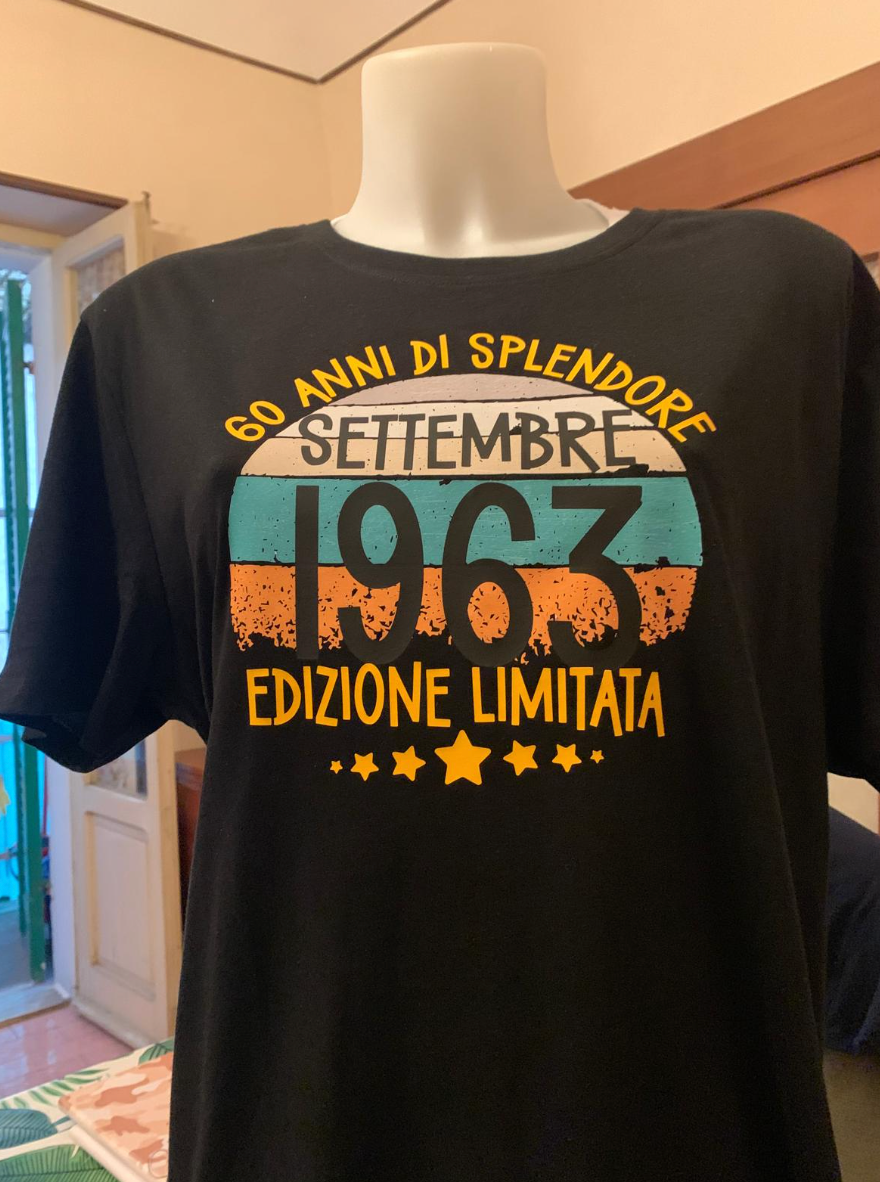 60 ANNI DI SPLENDORE
SETTEMBRE
1963
EDIZIONE LIMITATA